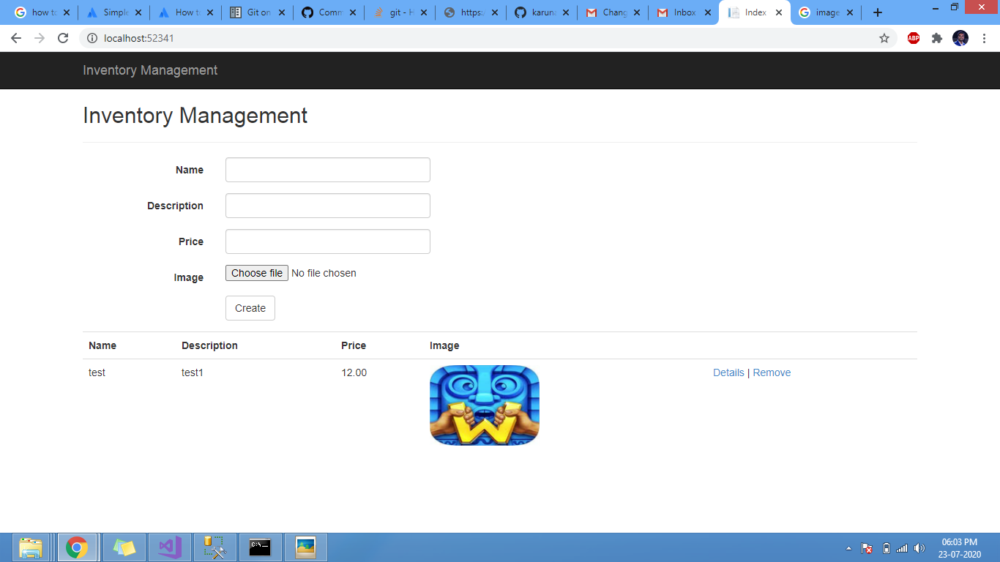 how to
Simple
How to
Git on
Comm
git - H
https:/
karuna
Chang
Inbox
Index
image
localhost:52341
ABP
Inventory Management
Inventory Management
Name
Description
Price
Image
Choose file No file chosen
Create
Name Description Price Image
test test1 12.00 Details | Remove
W
C:\_
06:03 PM
23-07-2020